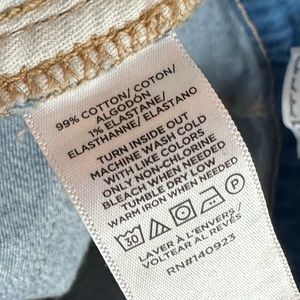 99% COTTON/ COTON/
ALGODÓN
1% ELASTANE/
ELASTHANNE/ ELASTANO
TURN INSIDE OUT
MACHINE WASH COLD
WITH LIKE COLORS
ONLY NON-CHLORINE
BLEACH WHEN NEEDED
TUMBLE DRY LOW
WARM IRON WHEN NEEDED
30 P
LAVER À L'ENVERS/
VOLTEAR AL REVÉS
RN#140923